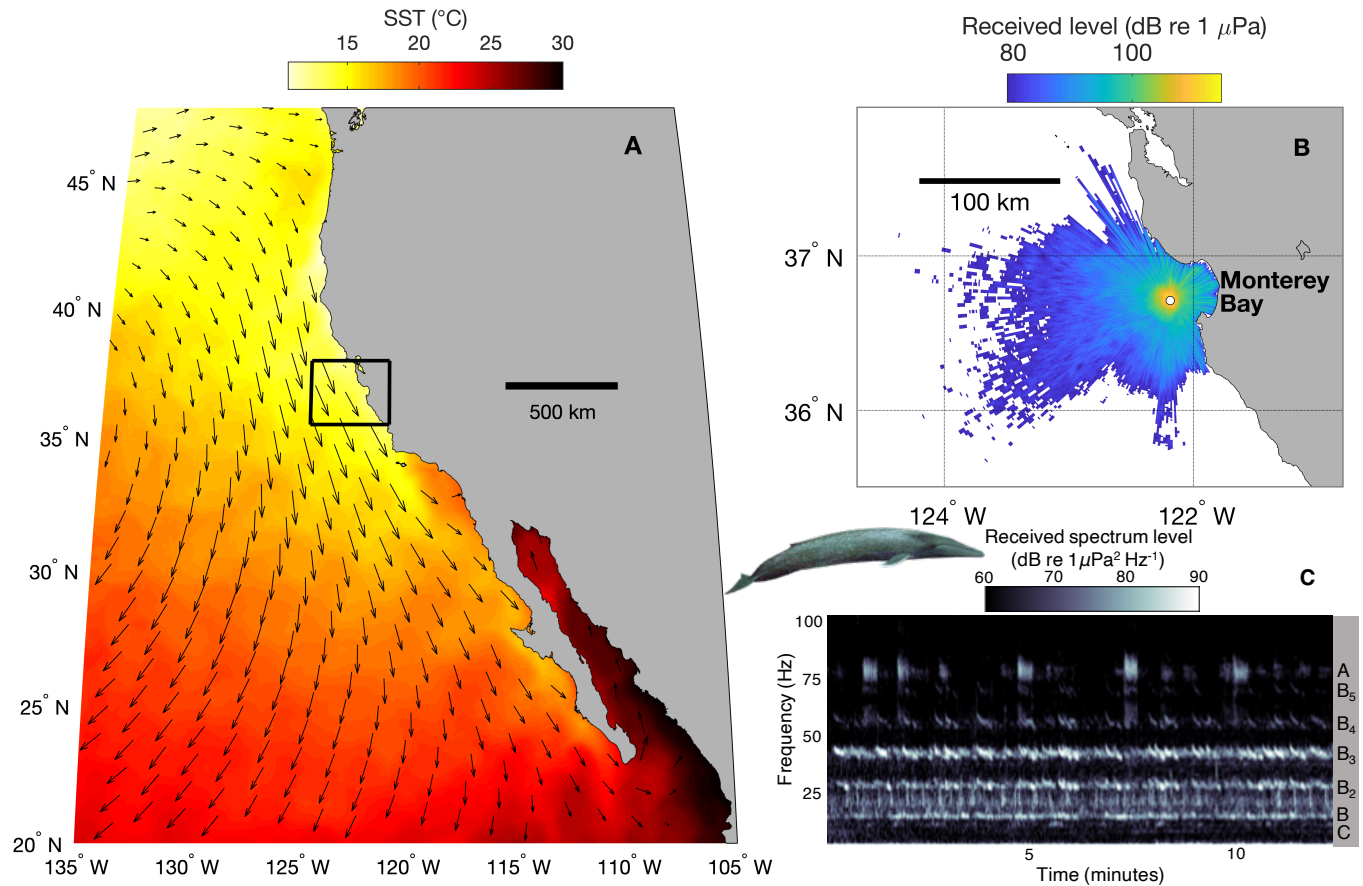 SST (°C)
15 20 25 30
A
45° N
40° N
35° N
30° N
25° N
20° N
500 km
135° W 130° W 125° W 120° W 115° W 110° W 105° W
Received level (dB re 1 μPa)
80 100
B
100 km
37° N
36° N
Monterey
Bay
124° W 122° W
Received spectrum level
(dB re 1μPa² Hz⁻¹)
60 70 80 90
C
Frequency (Hz)
100
75
50
25
A
B₅
B₄
B₃
B₂
B
C
5 10
Time (minutes)